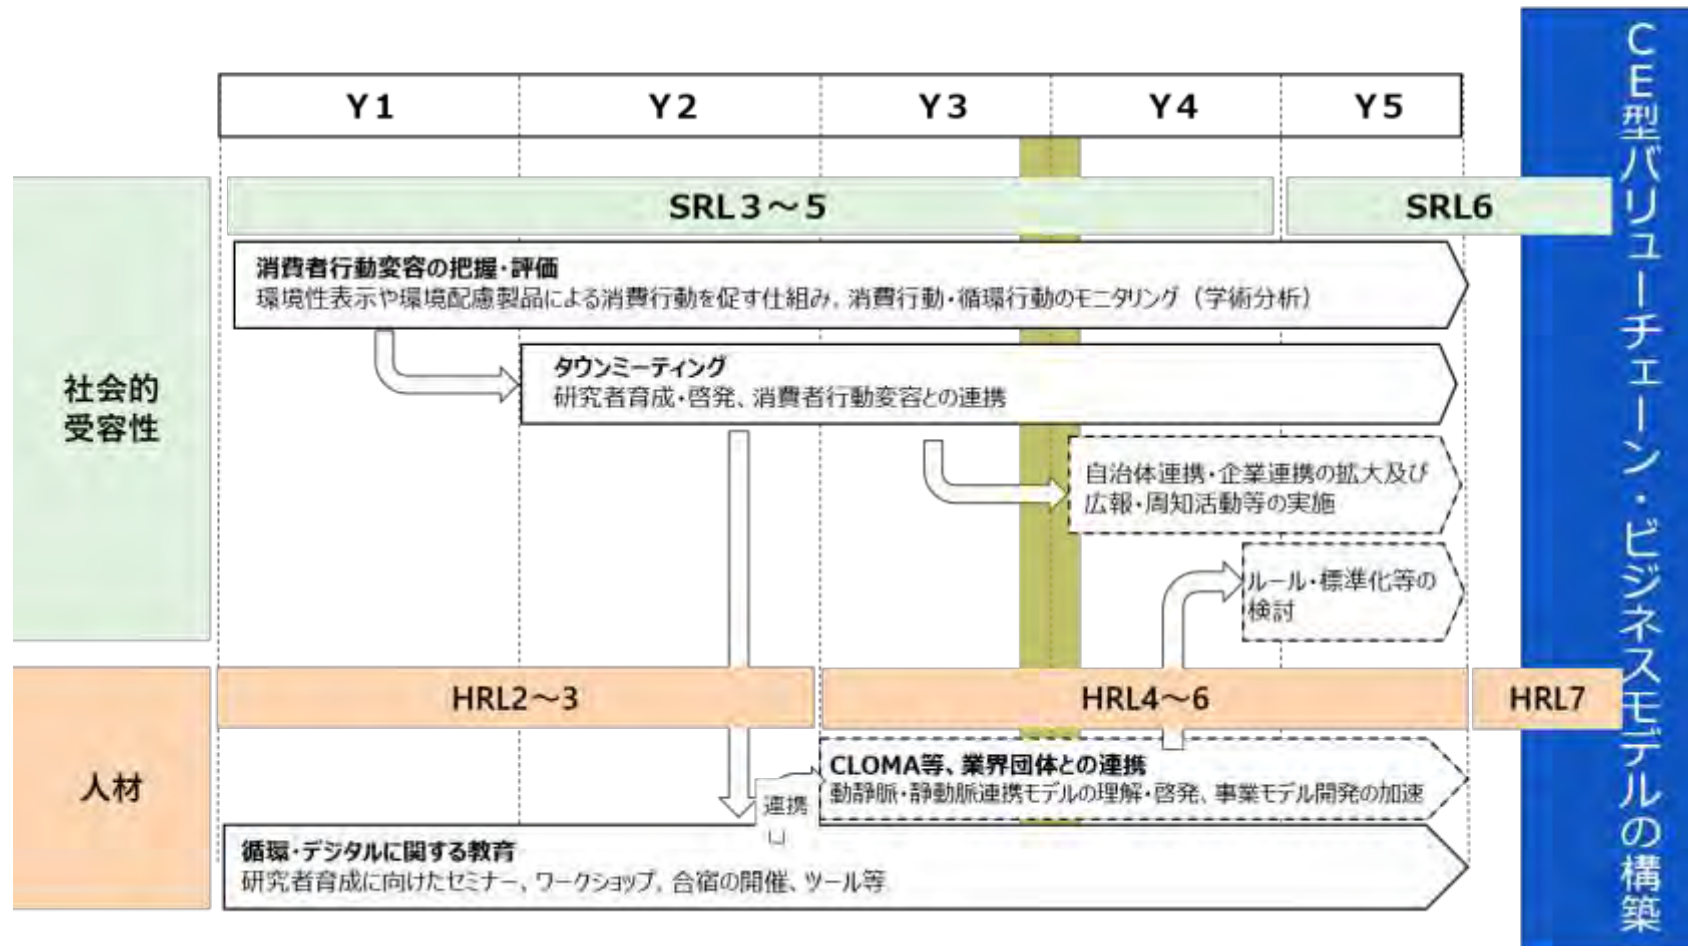 Y1 Y2 Y3 Y4 Y5
社会的
受容性
SRL3～5
SRL6
消費者行動変容の把握・評価
環境性表示や環境配慮製品による消費行動を促す仕組み，消費行動・循環行動のモニタリング（学術分析）
タウンミーティング
研究者育成・啓発、消費者行動変容との連携
自治体連携・企業連携の拡大及び
広報・周知活動等の実施
ルール・標準化等の
検討
人材
HRL2～3
HRL4～6
HRL7
CLOMA等、業界団体との連携
動静脈・静動脈連携モデルの理解・啓発、事業モデル開発の加速
連携
循環・デジタルに関する教育
研究者育成に向けたセミナー、ワークショップ，合宿の開催、ツール等
CE型バリューチェーン・ビジネスモデルの構築